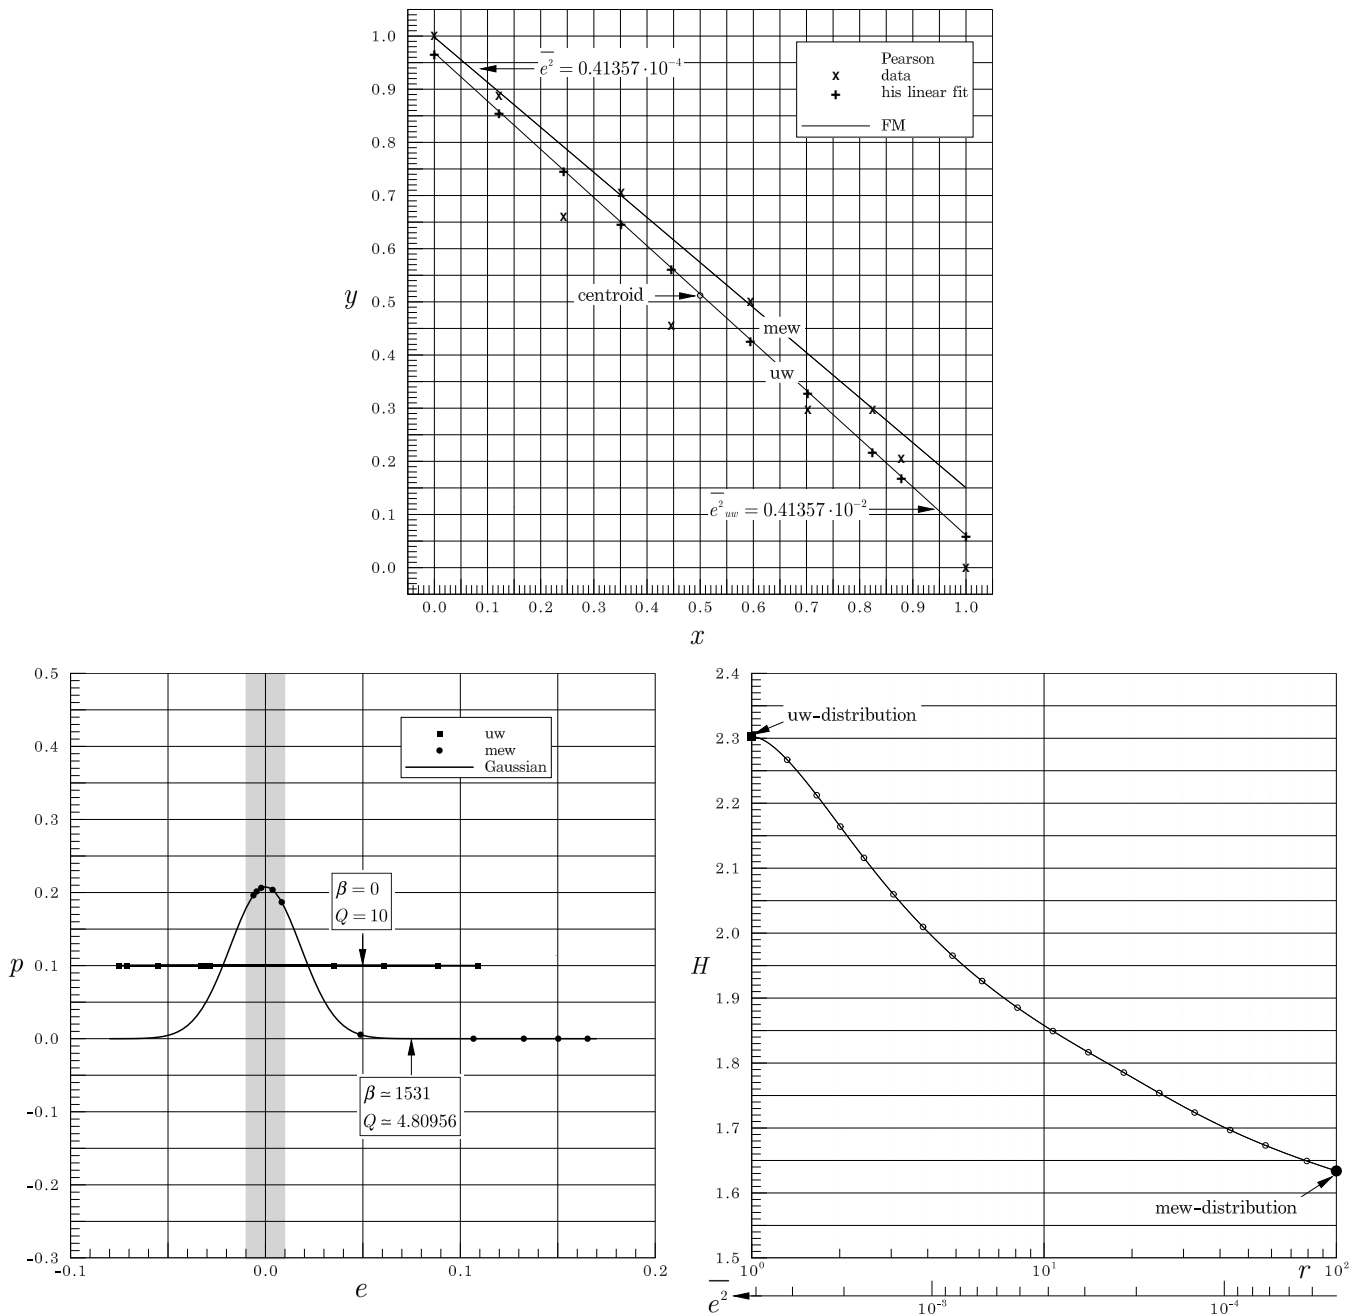 1.0
0.9
0.8
0.7
0.6
0.5
0.4
0.3
0.2
0.1
0.0
y
e² = 0.41357·10⁻⁴
Pearson
x data
+ his linear fit
FM
centroid
mew
uw
e²uw = 0.41357·10⁻²
0.0 0.1 0.2 0.3 0.4 0.5 0.6 0.7 0.8 0.9 1.0
x
0.5
0.4
0.3
0.2
0.1
0.0
-0.1
-0.2
-0.3
p
uw
mew
Gaussian
β = 0
Q = 10
β ≃ 1531
Q ≃ 4.80956
-0.1 0.0 0.1 0.2
e
2.4
2.3
2.2
2.1
2.0
1.9
1.8
1.7
1.6
1.5
H
uw-distribution
mew-distribution
10⁰ 10¹ r 10²
e² 10⁻³ 10⁻⁴